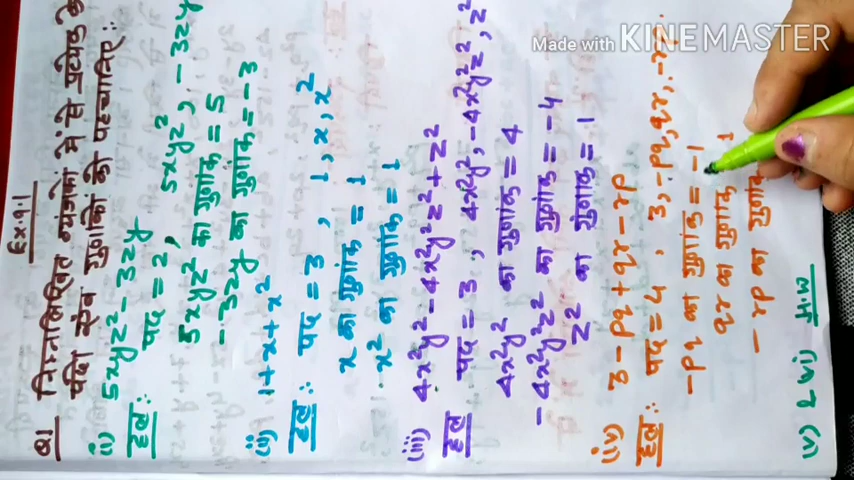 Ex. 9.1
Q1 निम्नलिखित व्यंजकों में से प्रत्येक के
पदों एवं गुणांकों को पहचानिए :
(i) 5xyz² - 3zy
हल : पद = 2, 5xyz², -3zy
5xyz² का गुणांक = 5
-3zy का गुणांक = -3
(ii) 1+x+x²
हल : पद = 3, 1, x, x²
x का गुणांक = 1
x² का गुणांक = 1
(iii) 4x²y² - 4x²y²z² + z²
हल पद = 3, 4x²y², -4x²y²z², z²
4x²y² का गुणांक = 4
-4x²y²z² का गुणांक = -4
z² का गुणांक = 1
(iv) 3 - pq + qr - rp
हल : पद = 4, 3, -pq, qr, -rp.
-pq का गुणांक = -1
qr का गुणांक 1
-rp का
(v) & (vi) H.W
Made with KINEMASTER